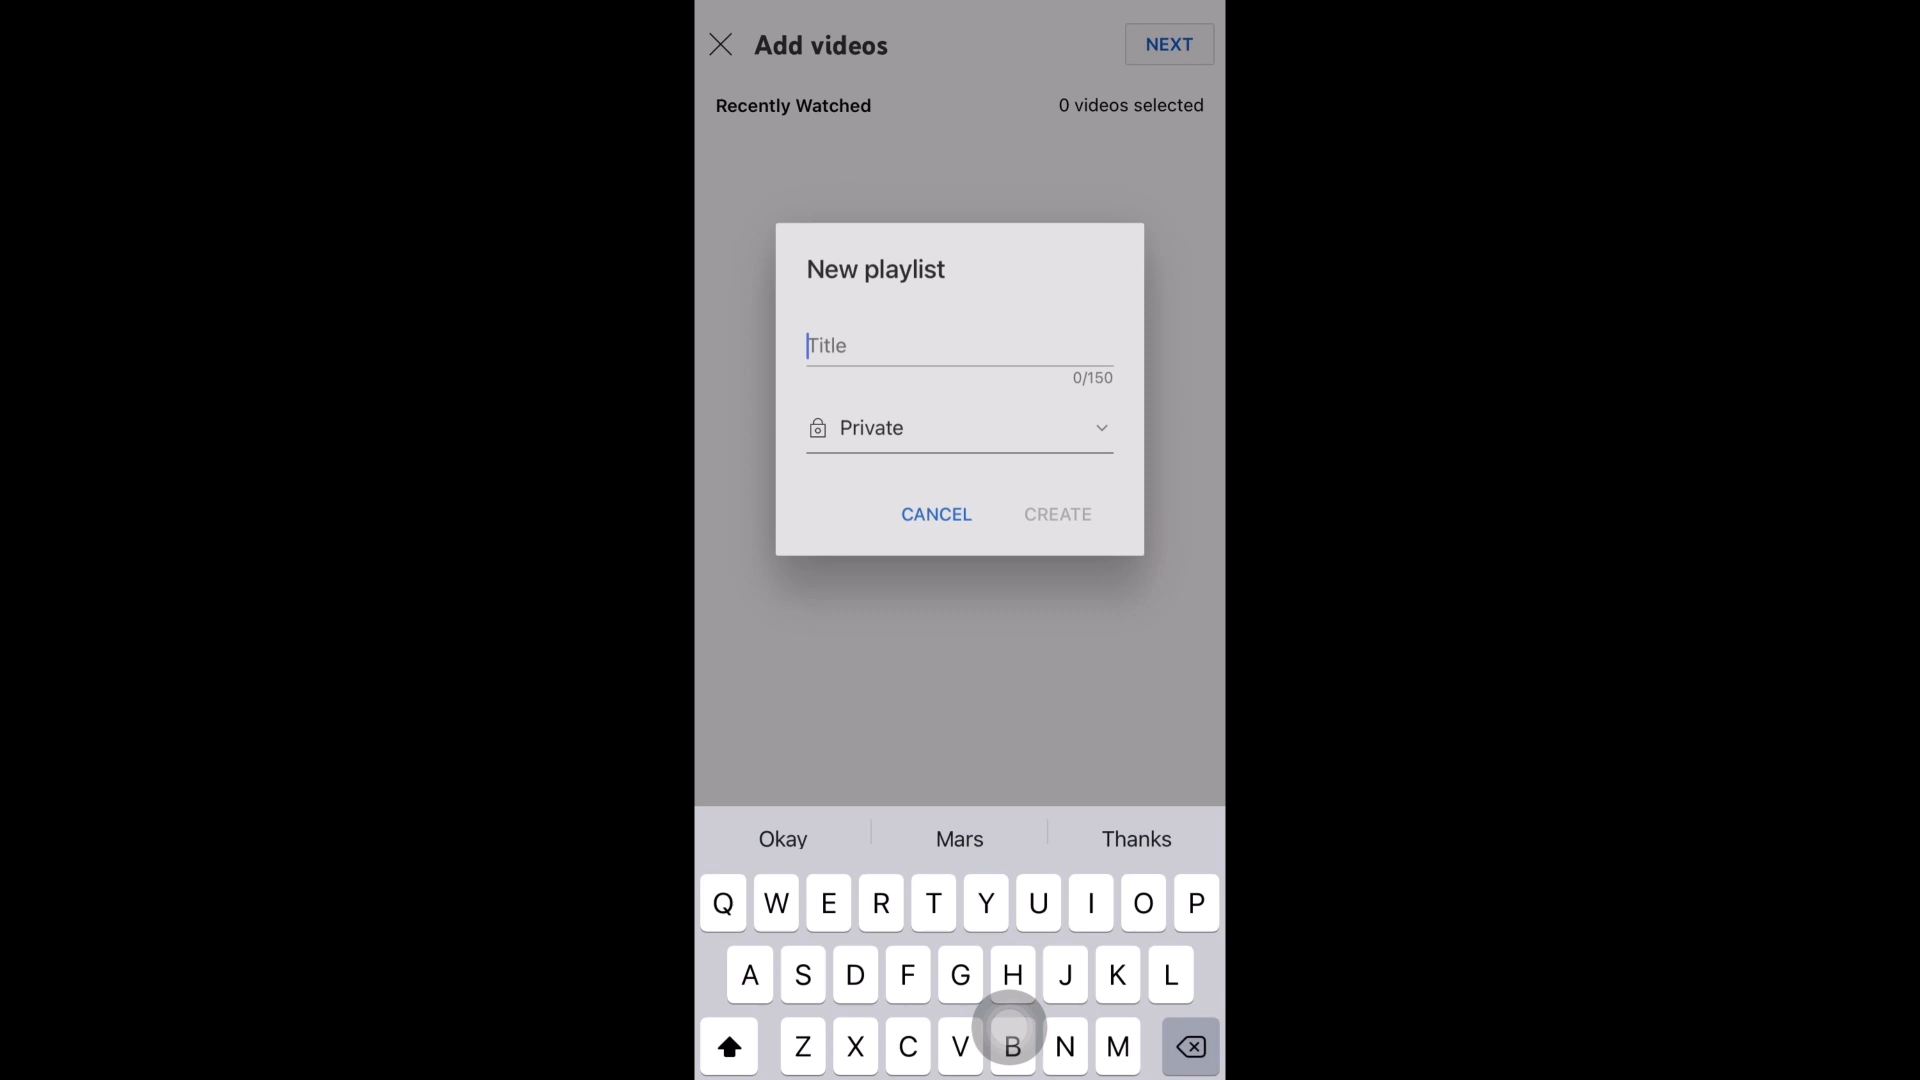 Add videos
NEXT
Recently Watched
0 videos selected
New playlist
Title
0/150
Private
CANCEL
CREATE
Okay
Mars
Thanks
Q W E R T Y U I O P
A S D F G H J K L
Z X C V B N M